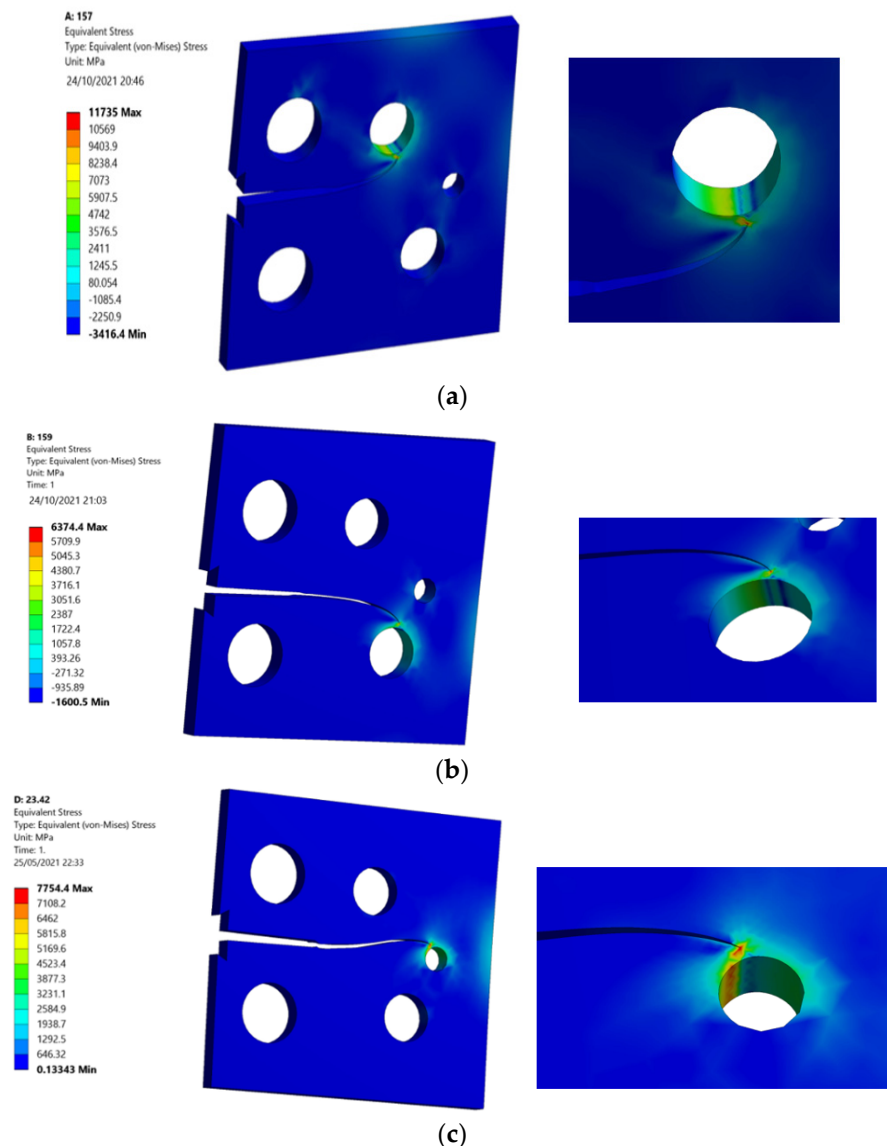 A: 157
Equivalent Stress
Type: Equivalent (von-Mises) Stress
Unit: MPa
24/10/2021 20:46
11735 Max
10569
9403.9
8238.4
7073
5907.5
4742
3576.5
2411
1245.5
80.054
-1085.4
-2250.9
-3416.4 Min
(a)
B: 159
Equivalent Stress
Type: Equivalent (von-Mises) Stress
Unit: MPa
Time: 1
24/10/2021 21:03
6374.4 Max
5709.9
5045.3
4380.7
3716.1
3051.6
2387
1722.4
1057.8
393.26
-271.32
-935.89
-1600.5 Min
(b)
D: 23.42
Equivalent Stress
Type: Equivalent (von-Mises) Stress
Unit: MPa
Time: 1.
25/05/2021 22:33
7754.4 Max
7108.2
6462
5815.8
5169.6
4523.4
3877.3
3231.1
2584.9
1938.7
1292.5
646.32
0.13343 Min
(c)